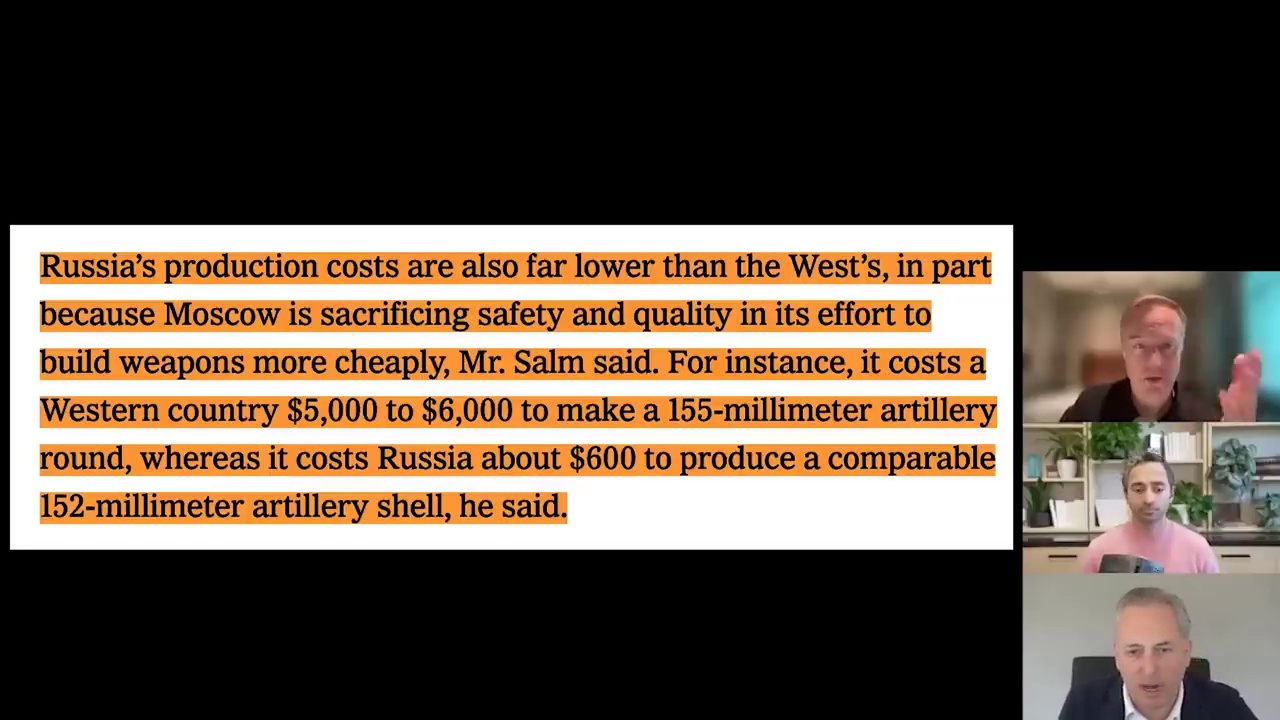 Russia’s production costs are also far lower than the West’s, in part
because Moscow is sacrificing safety and quality in its effort to
build weapons more cheaply, Mr. Salm said. For instance, it costs a
Western country $5,000 to $6,000 to make a 155-millimeter artillery
round, whereas it costs Russia about $600 to produce a comparable
152-millimeter artillery shell, he said.